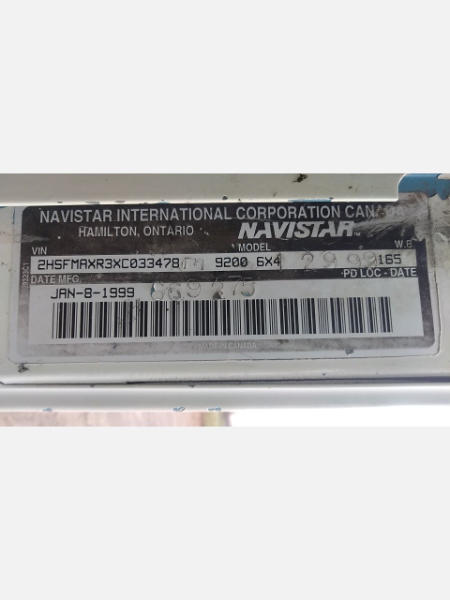 NAVISTAR INTERNATIONAL CORPORATION CANADA
HAMILTON, ONTARIO NAVISTAR
VIN MODEL W.B
2HSFMAXR3XC033478 9200 6X4 165
DATE MFG. PD LOC - DATE
JAN-8-1999
MADE IN CANADA